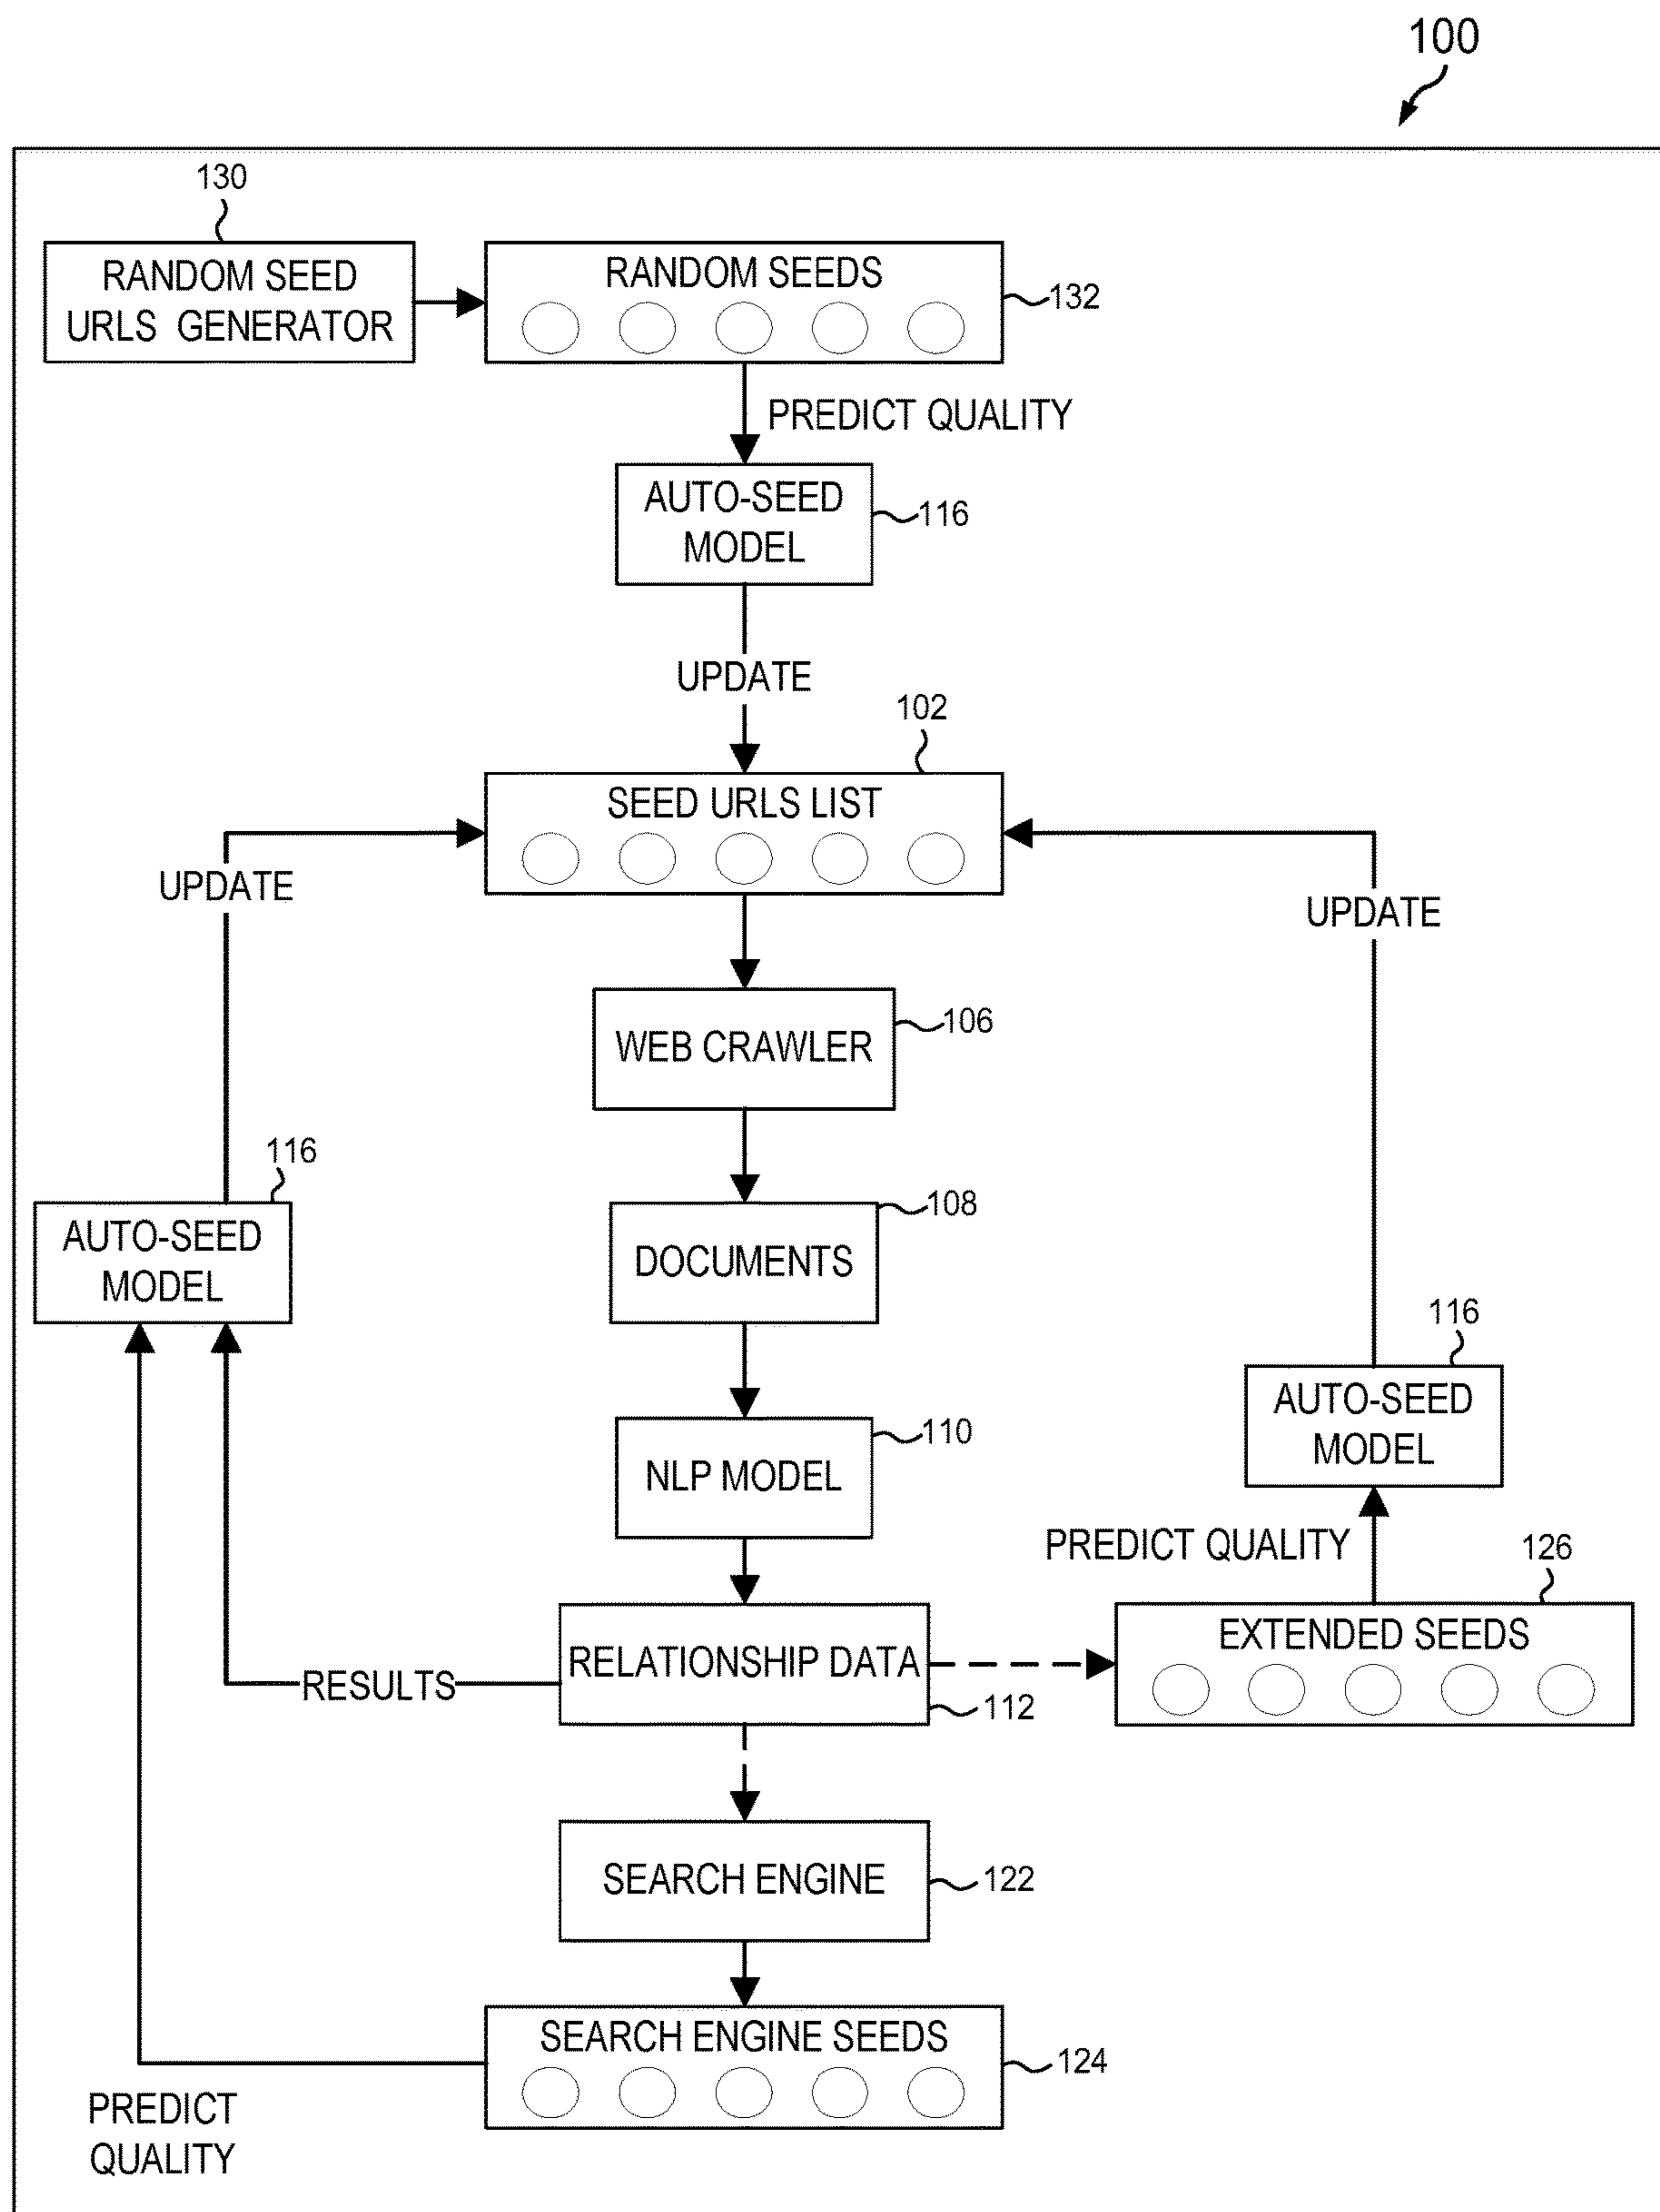 100
130
RANDOM SEED
URLS GENERATOR
RANDOM SEEDS
132
PREDICT QUALITY
AUTO-SEED
MODEL
116
UPDATE
102
SEED URLS LIST
UPDATE
UPDATE
WEB CRAWLER
106
116
AUTO-SEED
MODEL
108
DOCUMENTS
116
AUTO-SEED
MODEL
110
NLP MODEL
PREDICT QUALITY
126
EXTENDED SEEDS
RELATIONSHIP DATA
RESULTS
112
SEARCH ENGINE
122
SEARCH ENGINE SEEDS
124
PREDICT
QUALITY